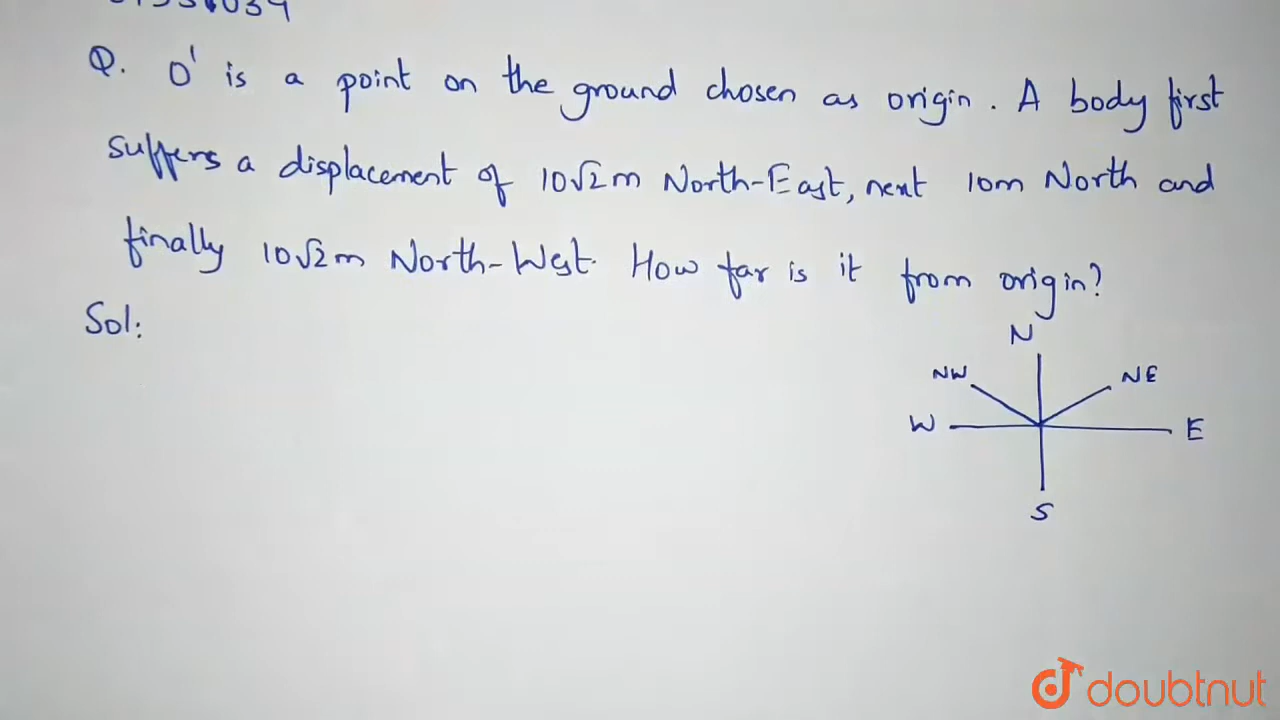 Q. O' is a point on the ground chosen as origin. A body first
suffers a displacement of 10√2m North-East, next 10m North and
finally 10√2m North-West. How far is it from origin?
Sol:
N
NW NE
W E
S
doubtnut